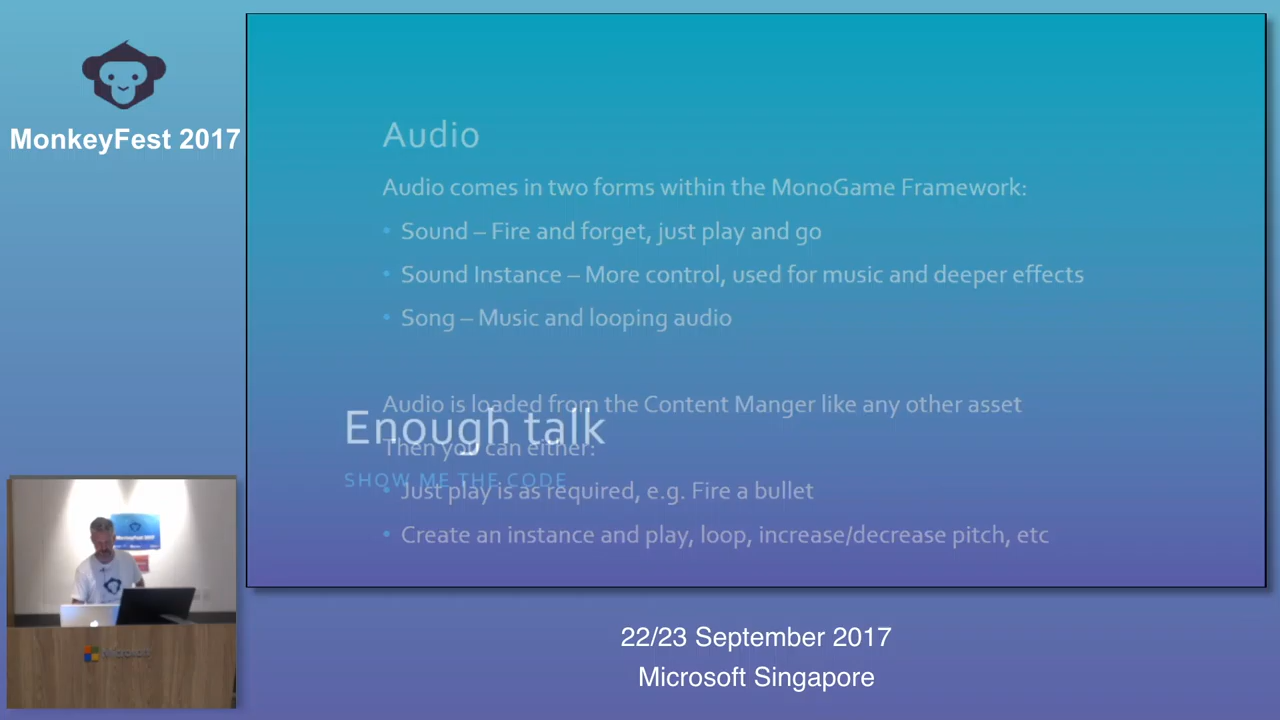 MonkeyFest 2017
Audio
Audio comes in two forms within the MonoGame Framework:
• Sound – Fire and forget, just play and go
• Sound Instance – More control, used for music and deeper effects
• Song – Music and looping audio
Audio is loaded from the Content Manger like any other asset
Then you can either:
• Just play is as required, e.g. Fire a bullet
• Create an instance and play, loop, increase/decrease pitch, etc
Enough talk
SHOW ME THE CODE
MonkeyFest 2017
Microsoft
22/23 September 2017
Microsoft Singapore